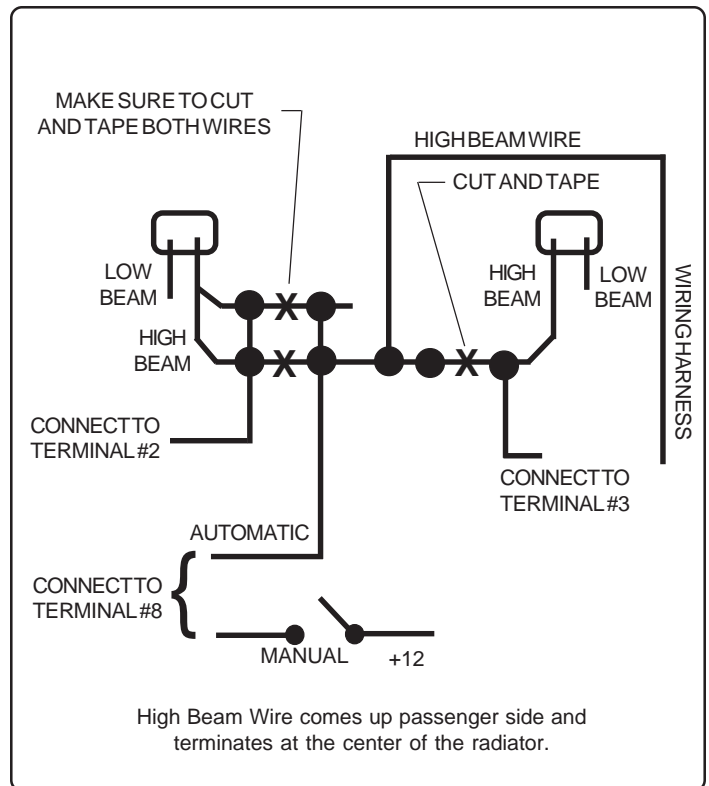 MAKE SURE TO CUT
AND TAPE BOTH WIRES
HIGH BEAM WIRE
CUT AND TAPE
LOW
BEAM
HIGH
BEAM
HIGH
BEAM
LOW
BEAM
WIRING HARNESS
X
X
X
CONNECT TO
TERMINAL #2
CONNECT TO
TERMINAL #3
AUTOMATIC
CONNECT TO
TERMINAL #8
MANUAL
+12
High Beam Wire comes up passenger side and
terminates at the center of the radiator.